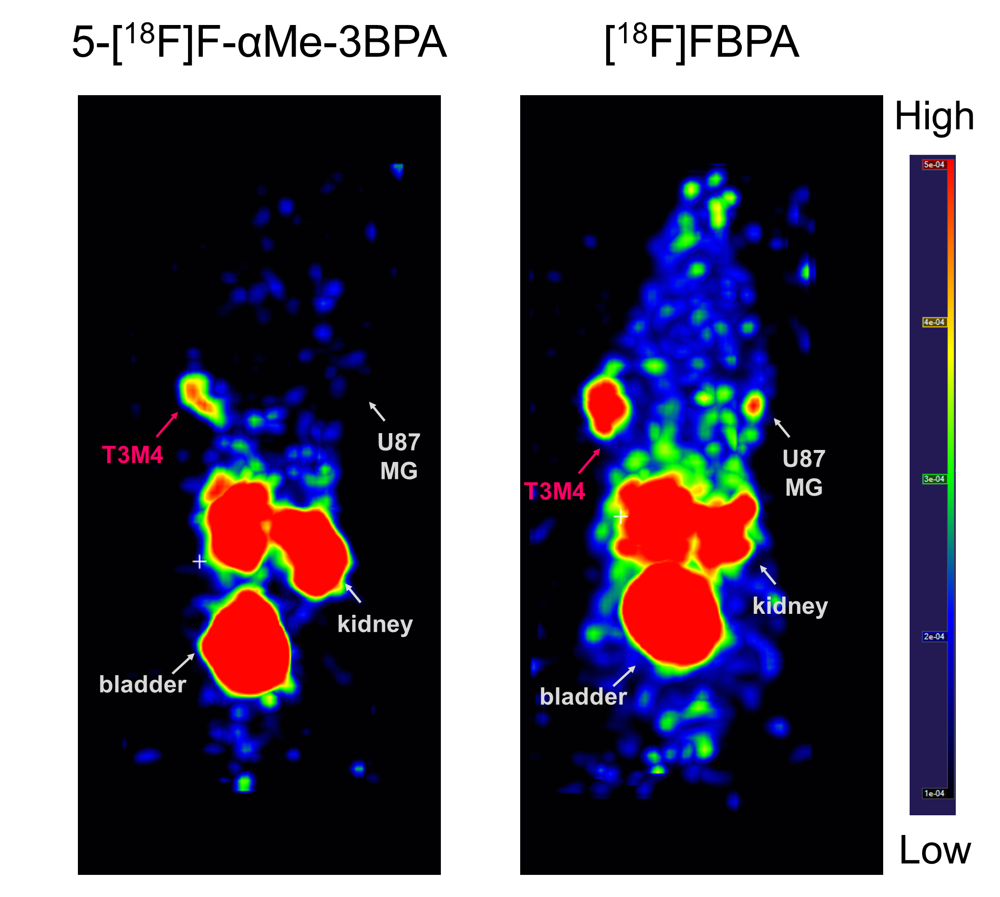 5-[¹⁸F]F-αMe-3BPA
[¹⁸F]FBPA
High
5e-04
4e-04
3e-04
2e-04
1e-04
Low
T3M4
U87
MG
kidney
bladder
T3M4
U87
MG
kidney
bladder